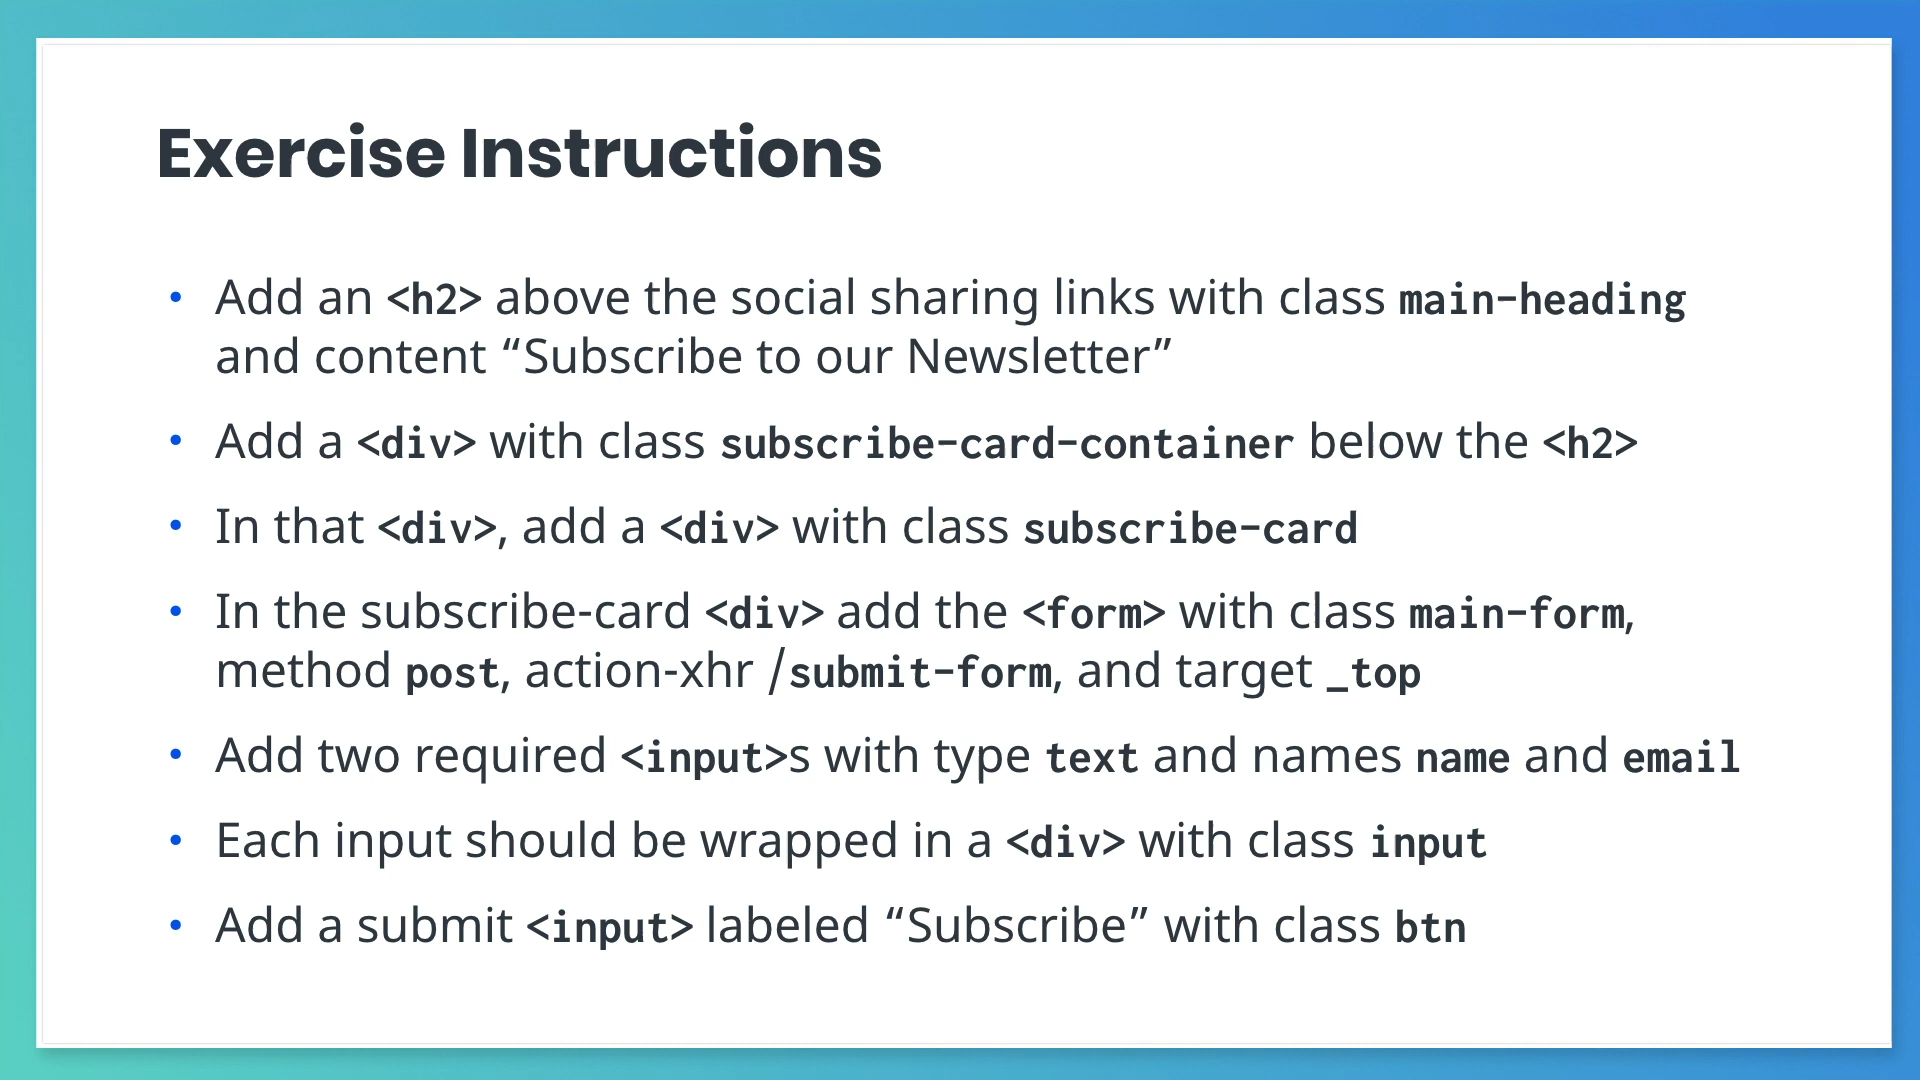 Exercise Instructions
• Add an <h2> above the social sharing links with class main-heading
and content “Subscribe to our Newsletter”
• Add a <div> with class subscribe-card-container below the <h2>
• In that <div>, add a <div> with class subscribe-card
• In the subscribe-card <div> add the <form> with class main-form,
method post, action-xhr /submit-form, and target _top
• Add two required <input>s with type text and names name and email
• Each input should be wrapped in a <div> with class input
• Add a submit <input> labeled “Subscribe” with class btn